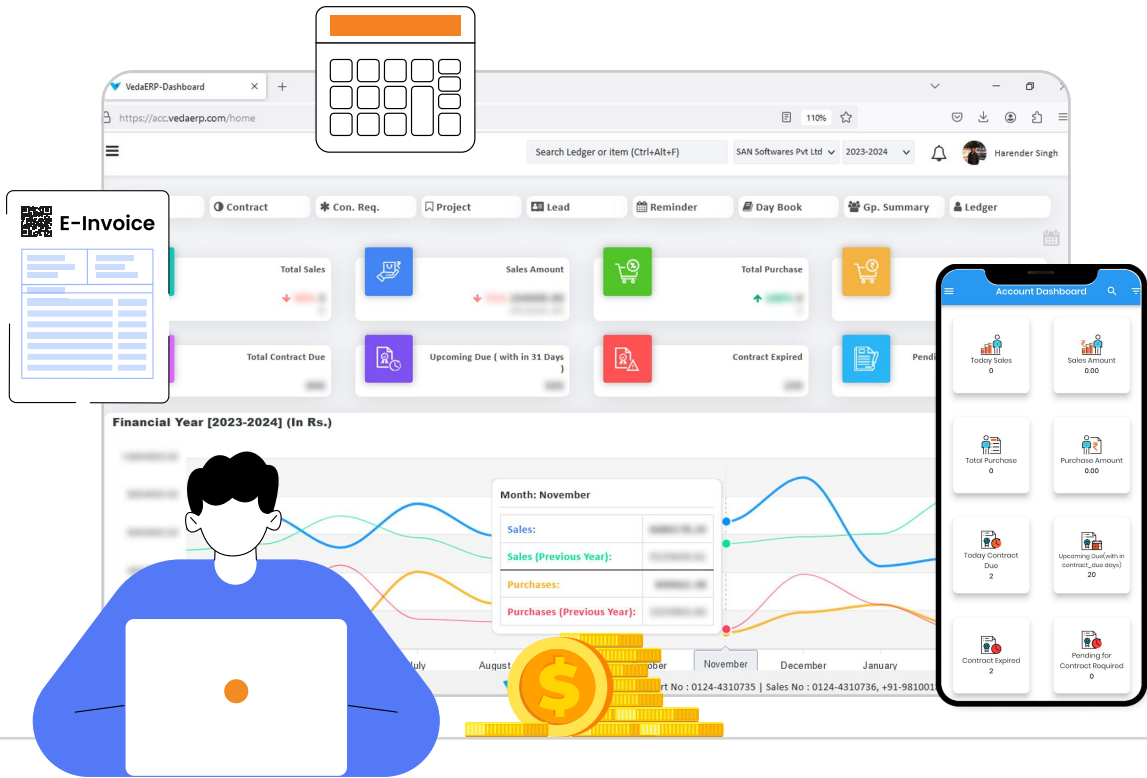 VedaERP-Dashboard
https://acc.vedaerp.com/home
110%
Search Ledger or item (Ctrl+Alt+F)
SAN Softwares Pvt Ltd
2023-2024
Harender Singh
E-Invoice
Contract
Con. Req.
Project
Lead
Reminder
Day Book
Gp. Summary
Ledger
Total Sales
Sales Amount
Total Purchase
Total Contract Due
Upcoming Due ( with in 31 Days
)
Contract Expired
Pendi
Financial Year [2023-2024] (In Rs.)
Month: November
Sales:
Sales (Previous Year):
Purchases:
Purchases (Previous Year):
uly
August
ober
November
December
January
rt No : 0124-4310735 | Sales No : 0124-4310736, +91-981001
Account Dashboard
Today Sales
0
Sales Amount
0.00
Total Purchase
0
Purchase Amount
0.00
Today Contract
Due
2
Upcoming Due(with in
contract_due days)
20
Contract Expired
2
Pending for
Contract Required
0
$